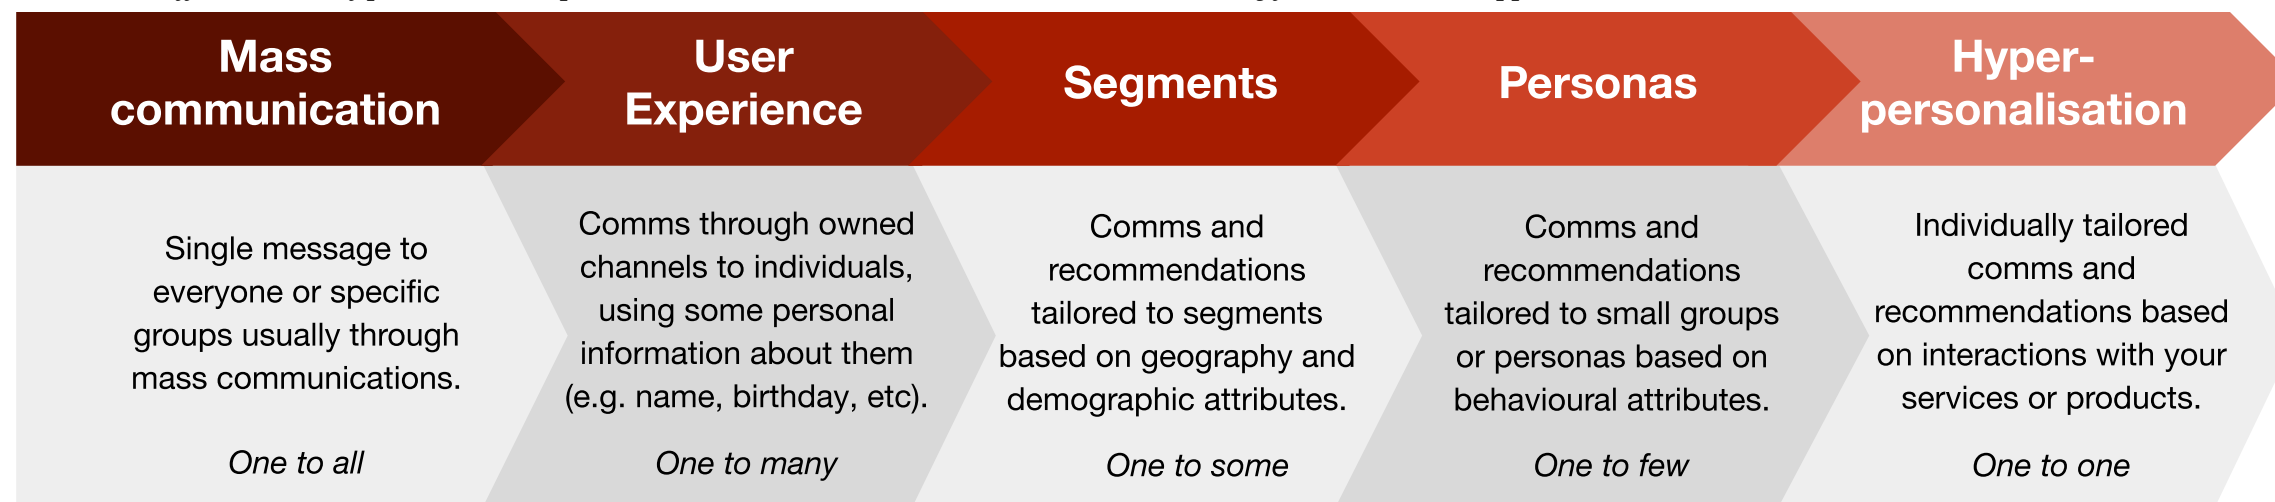 Mass
communication
User
Experience
Segments
Personas
Hyper-
personalisation
Single message to
everyone or specific
groups usually through
mass communications.
One to all
Comms through owned
channels to individuals,
using some personal
information about them
(e.g. name, birthday, etc).
One to many
Comms and
recommendations
tailored to segments
based on geography and
demographic attributes.
One to some
Comms and
recommendations
tailored to small groups
or personas based on
behavioural attributes.
One to few
Individually tailored
comms and
recommendations based
on interactions with your
services or products.
One to one